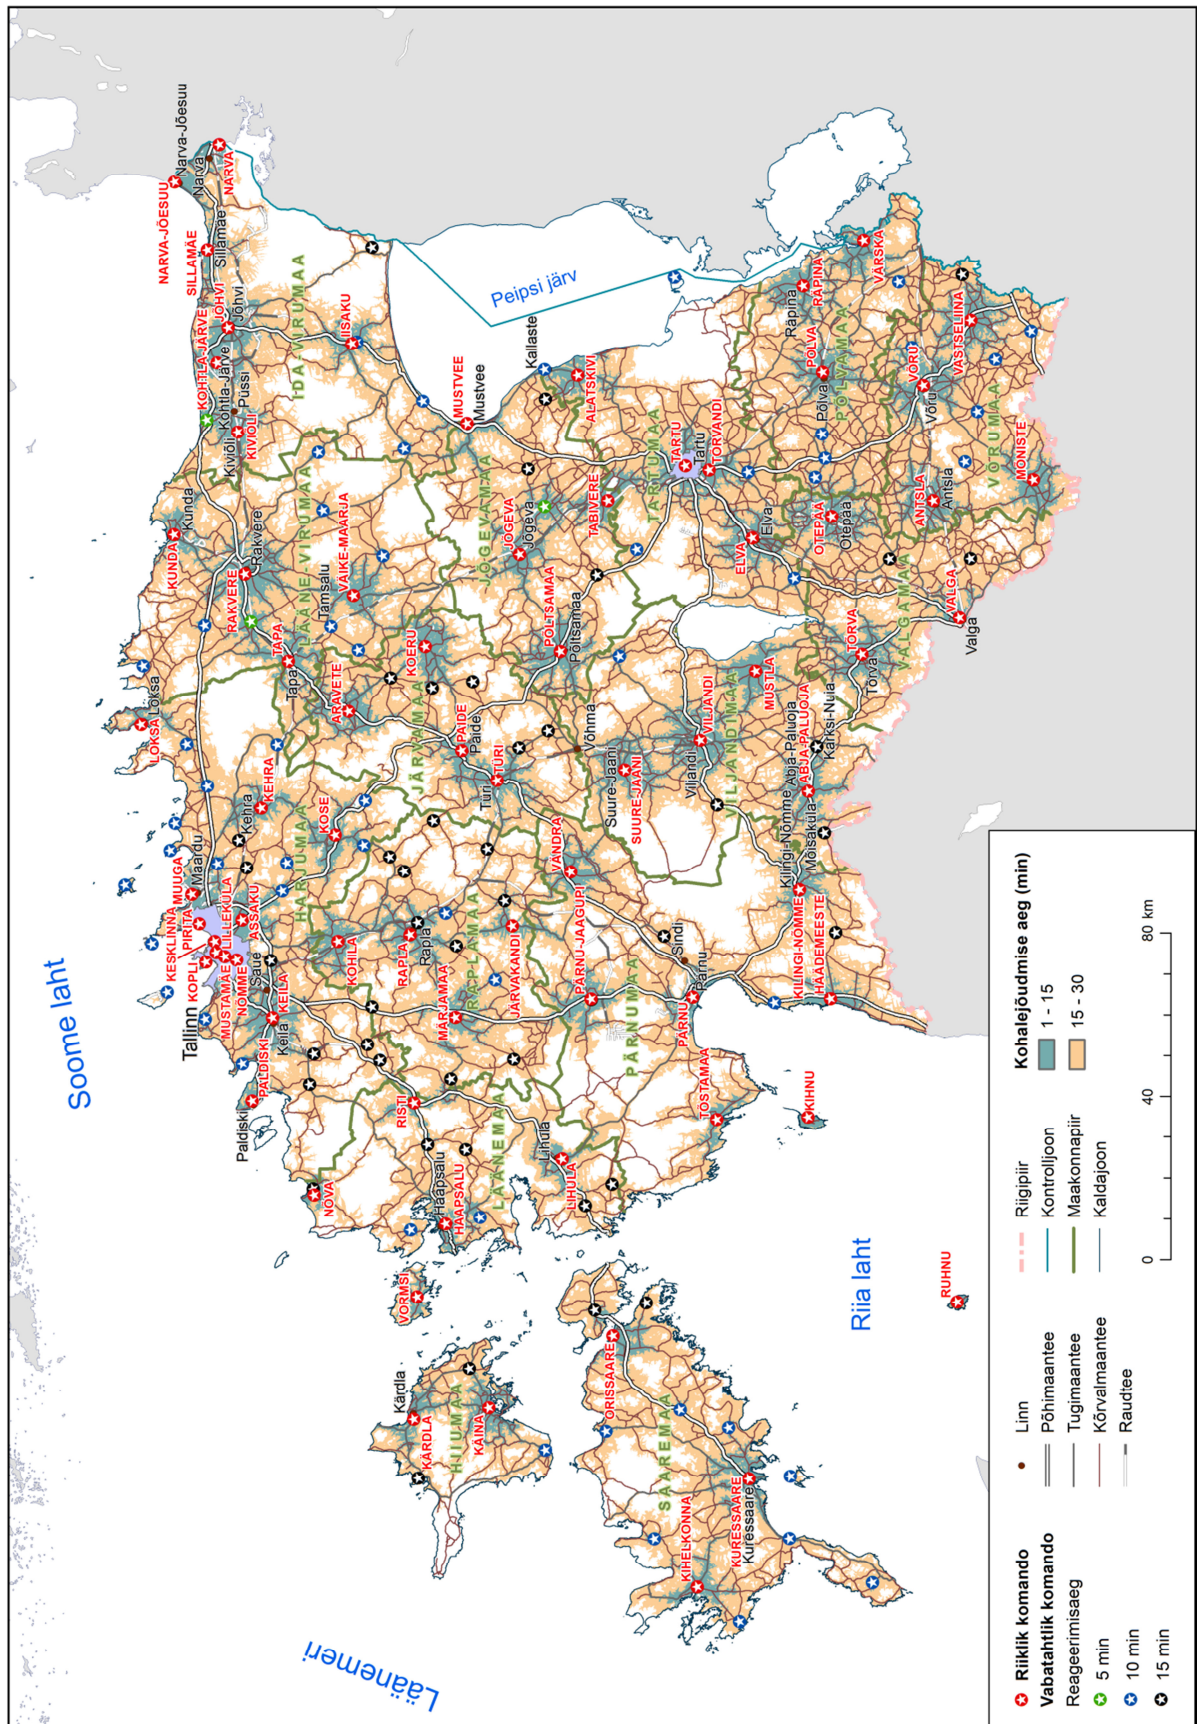 Soome laht
Läänemeri
Riia laht
Peipsi järv
Tallinn
KESKLINNA
MUUGA
PIRITA
KOPLI
LILLEKÜLA
MUSTAMÄE
NÕMME
ASSAKU
Maardu
Saue
KEILA
Keila
PALDISKI
Paldiski
LOKSA
Loksa
KEHRA
Kehra
KOSE
HARJUMAA
KUNDA
Kunda
RAKVERE
Rakvere
TAPA
Tapa
LÄÄNE-VIRUMAA
Tamsalu
VÄIKE-MAARJA
KOHTLA-JÄRVE
Kohtla-Järve
Püssi
Kiviõli
KIVIÕLI
JÕHVI
Jõhvi
SILLAMÄE
Sillamäe
NARVA-JÕESUU
Narva-Jõesuu
Narva
NARVA
IDA-VIRUMAA
IISAKU
MUSTVEE
Mustvee
Kallaste
ALATSKIVI
JÕGEVAMAA
JÕGEVA
Jõgeva
TABIVERE
PÕLTSAMAA
Põltsamaa
ARAVETE
KOERU
JÄRVAMAA
PAIDE
Paide
TÜRI
Türi
KOHILA
RAPLA
Rapla
RAPLAMAA
MÄRJAMAA
JÄRVAKANDI
NÕVA
RISTI
HAAPSALU
Haapsalu
LÄÄNEMAA
Lihula
LIHULA
VORMSI
Kärdla
KÄRDLA
HIIUMAA
KÄINA
ORISSAARE
SAAREMAA
KIHELKONNA
KURESSAARE
Kuressaare
VÄNDRA
PÄRNU-JAAGUPI
PÄRNUMAA
PÄRNU
Pärnu
Sindi
TÕSTAMAA
KIHNU
RUHNU
KILINGI-NÕMME
Kilingi-Nõmme
HÄÄDEMEESTE
Võhma
Suure-Jaani
SUURE-JAANI
VILJANDI
Viljandi
VILJANDIMAA
MUSTLA
Mõisaküla
Abja-Paluoja
ABJA-PALUOJA
Karksi-Nuia
TARTUMAA
TARTU
Tartu
TÕRVANDI
ELVA
Elva
OTEPÄÄ
Otepää
TÕRVA
Tõrva
VALGAMAA
VALGA
Valga
PÕLVA
Põlva
PÕLVAMAA
Räpina
RÄPINA
VÄRSKA
VÕRU
Võru
VASTSELIINA
VÕRUMAA
ANTSLA
Antsla
MÕNISTE
Riiklik komando
Vabatahtlik komando
Reageerimisaeg
5 min
10 min
15 min
Linn
Põhimaantee
Tugimaantee
Kõrvalmaantee
Raudtee
Riigipiir
Kontrolljoon
Maakonnapiir
Kaldajoon
Kohalejõudmise aeg (min)
1 - 15
15 - 30
0 40 80 km